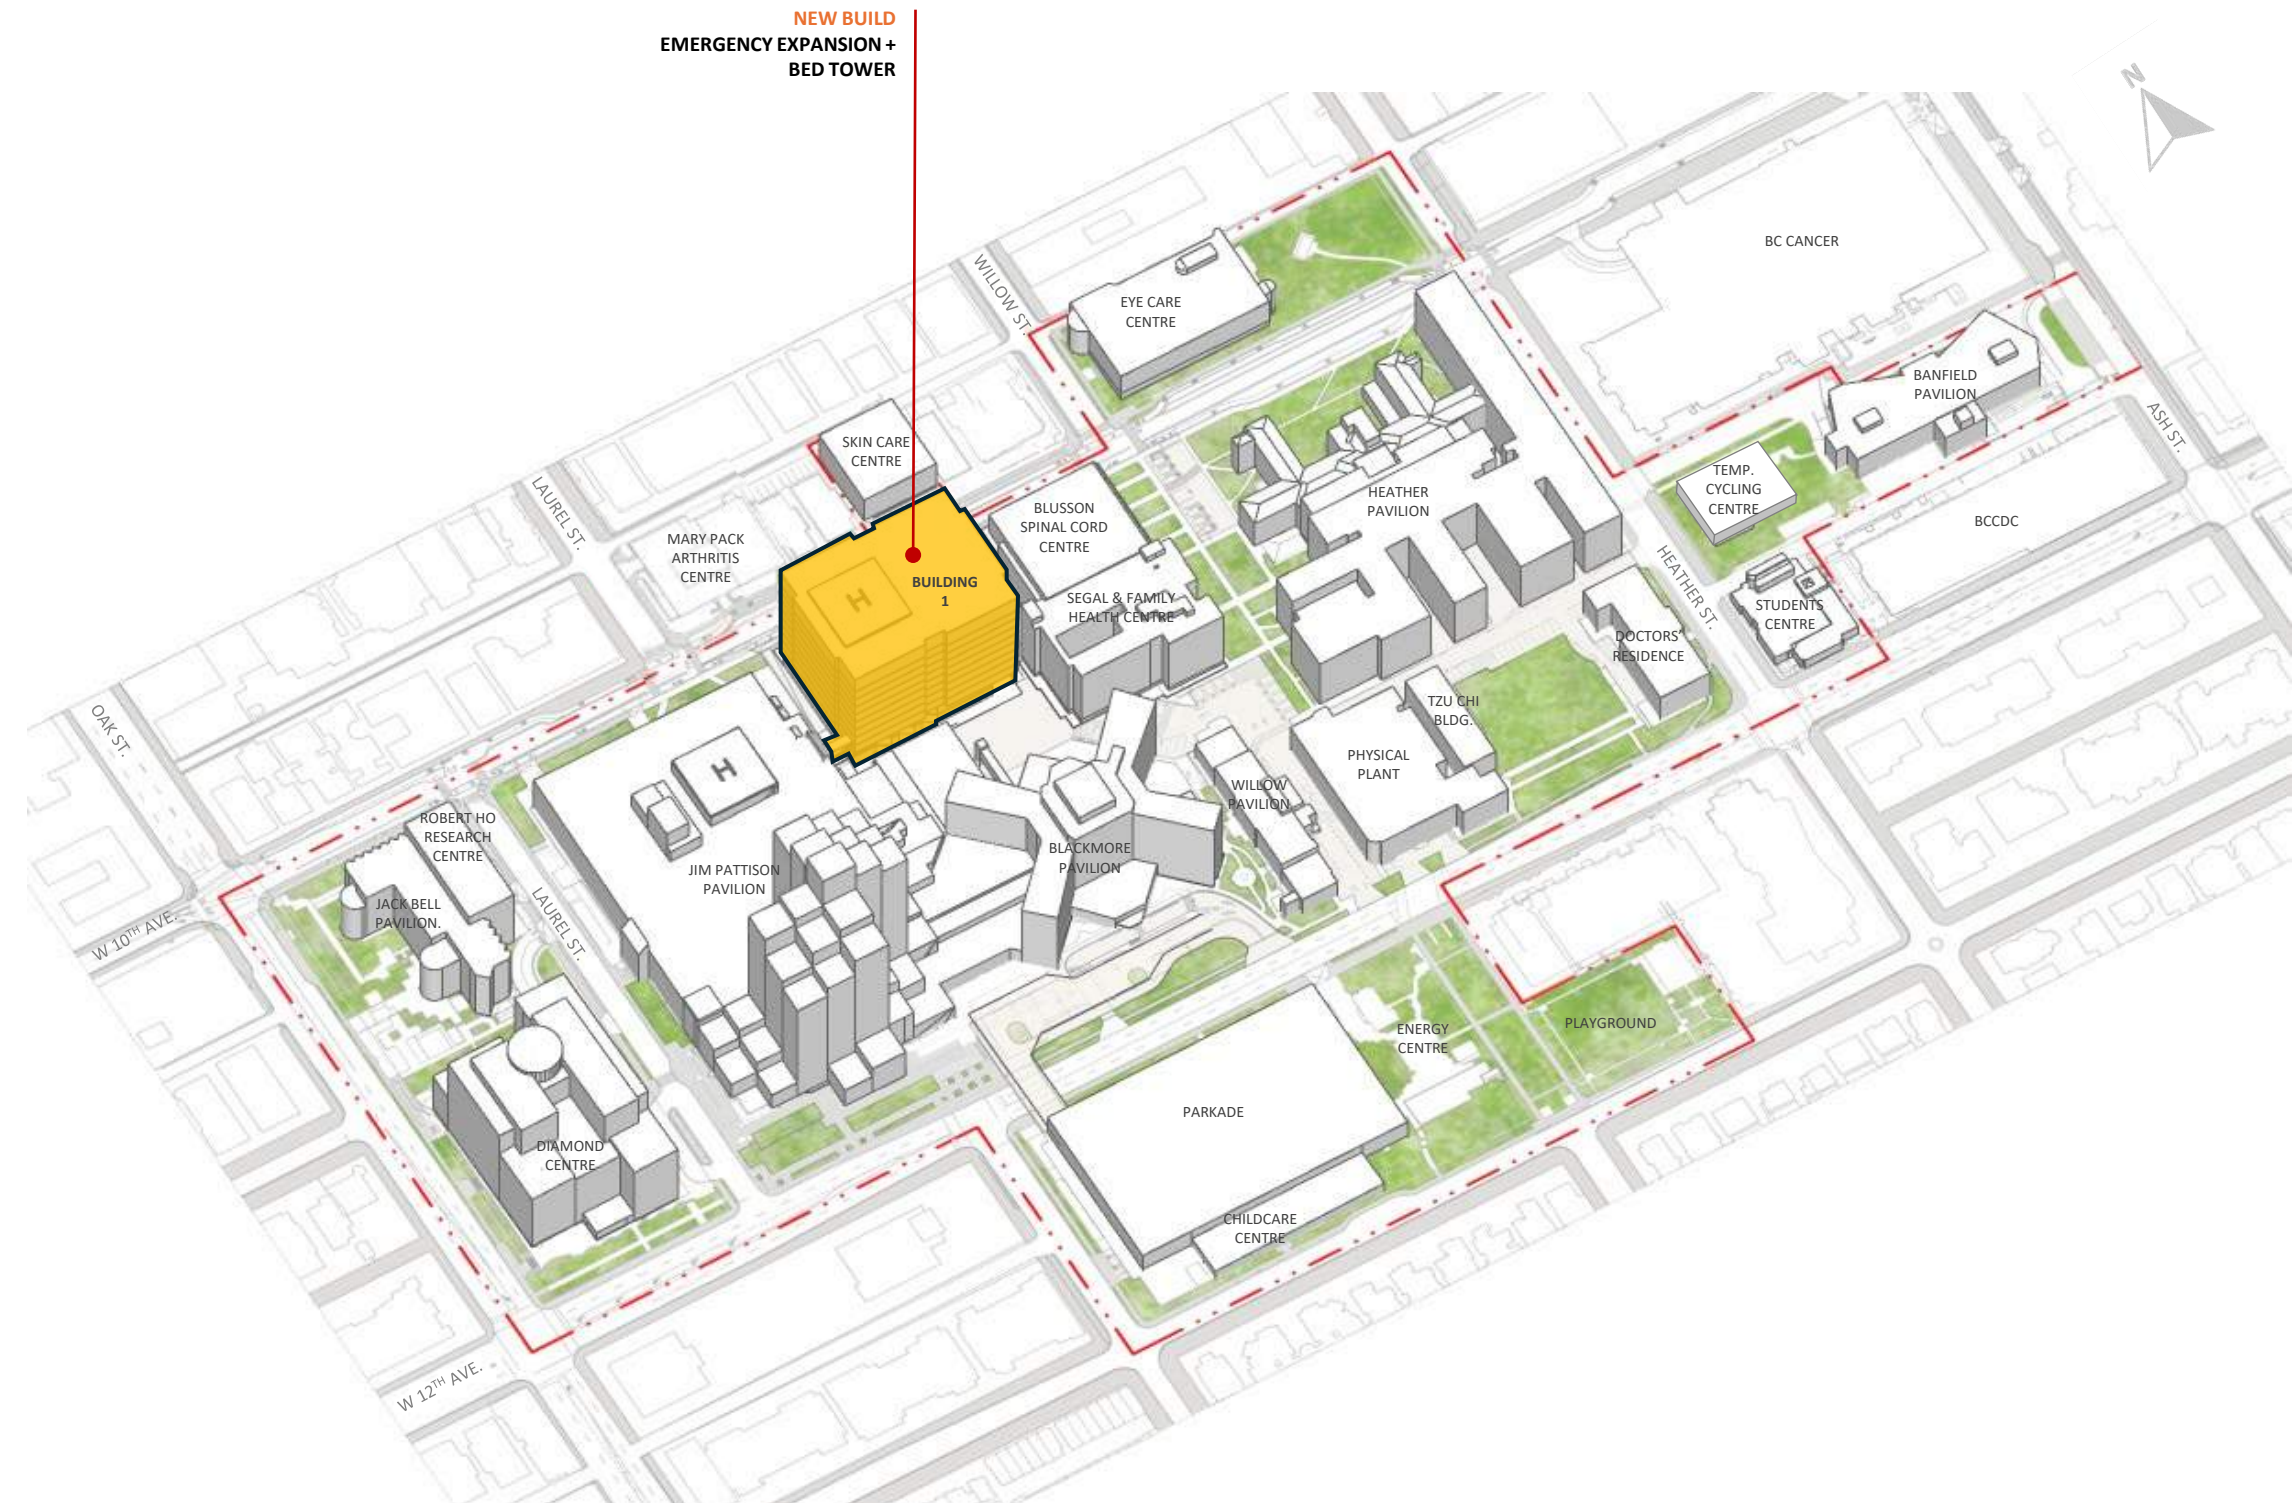 NEW BUILD
EMERGENCY EXPANSION +
BED TOWER
N
BC CANCER
WILLOW ST.
EYE CARE
CENTRE
BANFIELD
PAVILION
ASH ST.
SKIN CARE
CENTRE
TEMP.
CYCLING
CENTRE
LAUREL ST.
HEATHER
PAVILION
BLUSSON
SPINAL CORD
CENTRE
BCCDC
MARY PACK
ARTHRITIS
CENTRE
H
BUILDING
1
SEGAL & FAMILY
HEALTH CENTRE
HEATHER ST.
STUDENTS
CENTRE
DOCTORS'
RESIDENCE
OAK ST.
TZU CHI
BLDG.
PHYSICAL
PLANT
H
WILLOW
PAVILION
ROBERT HO
RESEARCH
CENTRE
BLACKMORE
PAVILION
JIM PATTISON
PAVILION
LAUREL ST.
JACK BELL
PAVILION.
W 10TH AVE.
ENERGY
CENTRE
PLAYGROUND
PARKADE
DIAMOND
CENTRE
CHILDCARE
CENTRE
W 12TH AVE.